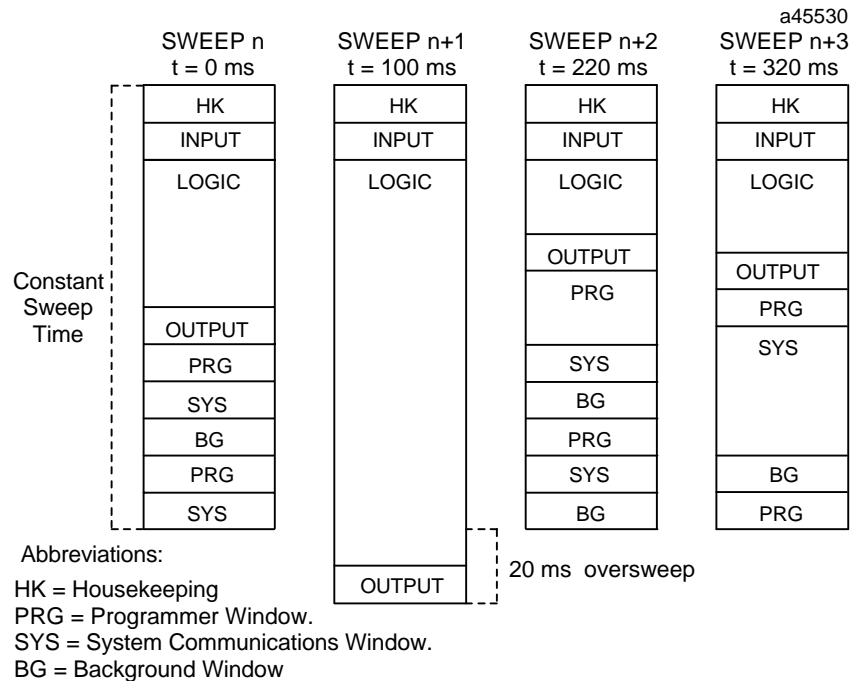 a45530
SWEEP n
t = 0 ms
SWEEP n+1
t = 100 ms
SWEEP n+2
t = 220 ms
SWEEP n+3
t = 320 ms
Constant
Sweep
Time
HK
INPUT
LOGIC
OUTPUT
PRG
SYS
BG
PRG
SYS
HK
INPUT
LOGIC
OUTPUT
20 ms oversweep
HK
INPUT
LOGIC
OUTPUT
PRG
SYS
BG
PRG
SYS
BG
HK
INPUT
LOGIC
OUTPUT
PRG
SYS
BG
PRG
Abbreviations:
HK = Housekeeping
PRG = Programmer Window.
SYS = System Communications Window.
BG = Background Window